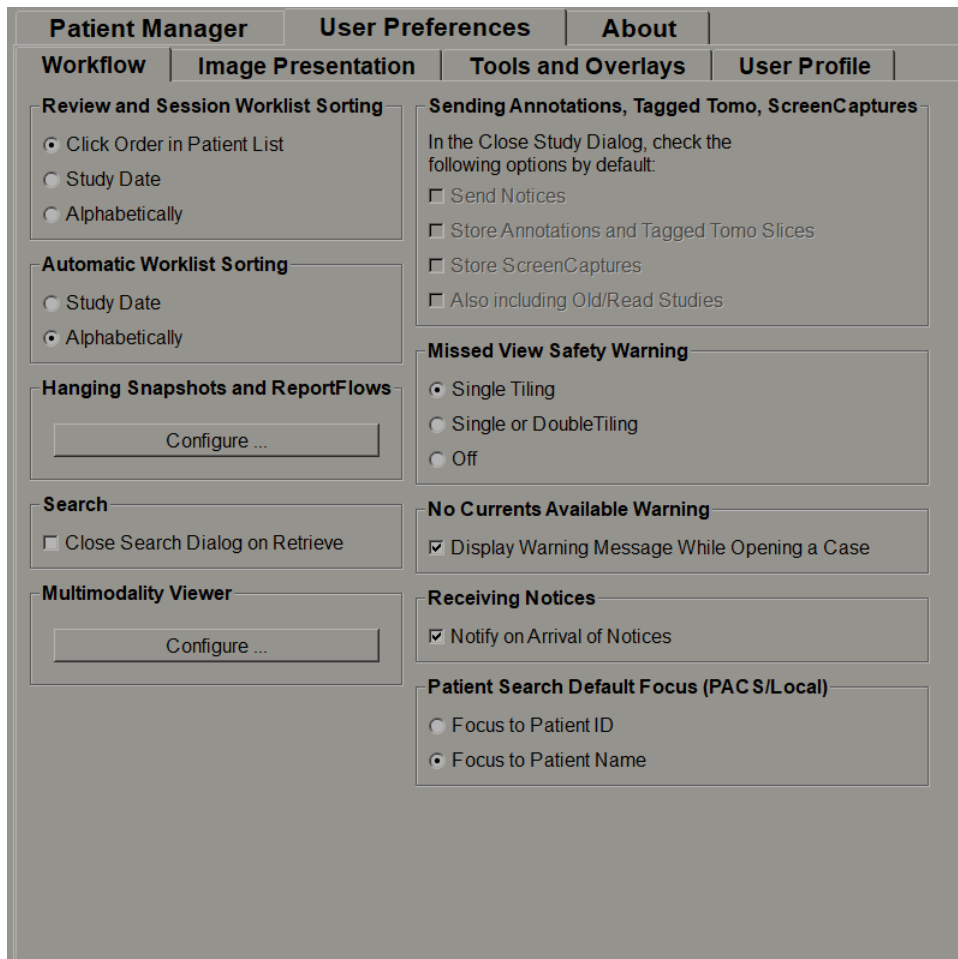 Patient Manager
User Preferences
About
Workflow
Image Presentation
Tools and Overlays
User Profile
Review and Session Worklist Sorting
Click Order in Patient List
Study Date
Alphabetically
Automatic Worklist Sorting
Study Date
Alphabetically
Hanging Snapshots and ReportFlows
Configure ...
Search
Close Search Dialog on Retrieve
Multimodality Viewer
Configure ...
Sending Annotations, Tagged Tomo, ScreenCaptures
In the Close Study Dialog, check the
following options by default:
Send Notices
Store Annotations and Tagged Tomo Slices
Store ScreenCaptures
Also including Old/Read Studies
Missed View Safety Warning
Single Tiling
Single or DoubleTiling
Off
No Currents Available Warning
Display Warning Message While Opening a Case
Receiving Notices
Notify on Arrival of Notices
Patient Search Default Focus (PACS/Local)
Focus to Patient ID
Focus to Patient Name